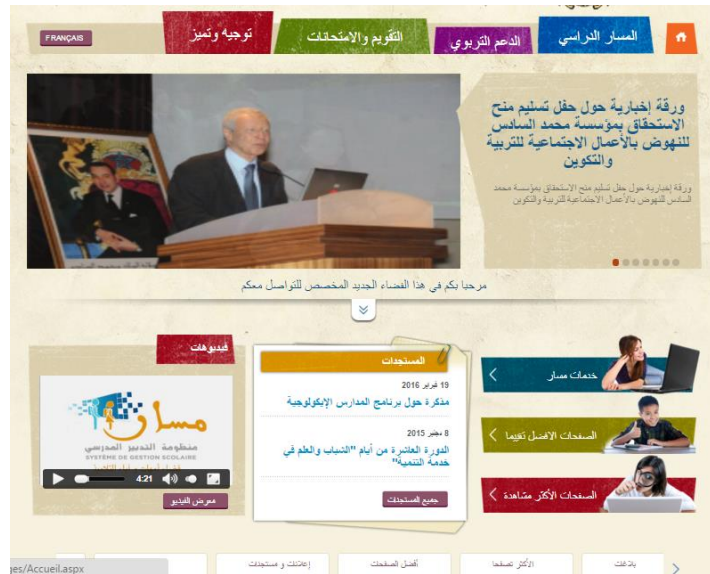 المسار الدراسي
الدعم التربوي
التقويم والامتحانات
توجيه وتميز
FRANÇAIS
ورقة إخبارية حول حفل تسليم منح
الاستحقاق بمؤسسة محمد السادس
للنهوض بالأعمال الاجتماعية للتربية
والتكوين
ورقة إخبارية حول حفل تسليم منح الاستحقاق بمؤسسة محمد
السادس للنهوض بالأعمال الاجتماعية للتربية والتكوين
مرحبا بكم في هذا الفضاء الجديد المخصص للتواصل معكم
خدمات مسار
الصفحات الافضل تقيما
الصفحات الأكثر مشاهدة
المستجدات
19 فبراير 2016
مذكرة حول برنامج المدارس الإيكولوجية
8 دجنبر 2015
الدورة العاشرة من أيام "الشباب والعلم في
خدمة التنمية"
جميع المستجدات
فيديوهات
مسار
منظومة التدبير المدرسي
SYSTÈME DE GESTION SCOLAIRE
4:21
معرض الفيديو
الأكثر تصفحا
أفضل الصفحات
إعلانات و مستجدات
ges/Accueil.aspx